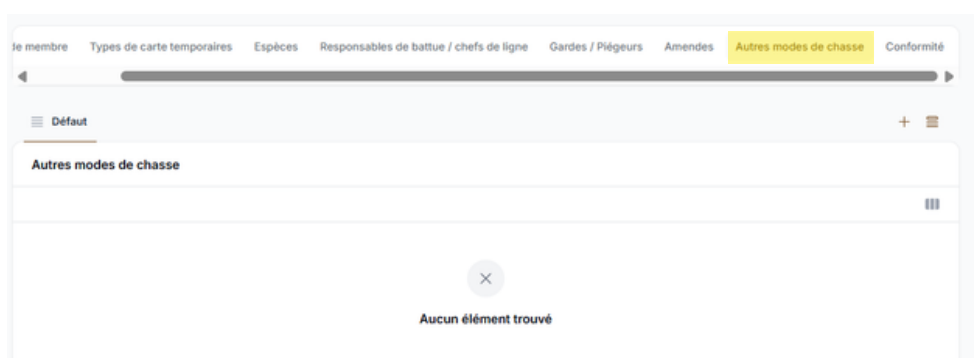 de membre Types de carte temporaires Espèces Responsables de battue / chefs de ligne Gardes / Piégeurs Amendes Autres modes de chasse Conformité
Défaut
Autres modes de chasse
Aucun élément trouvé